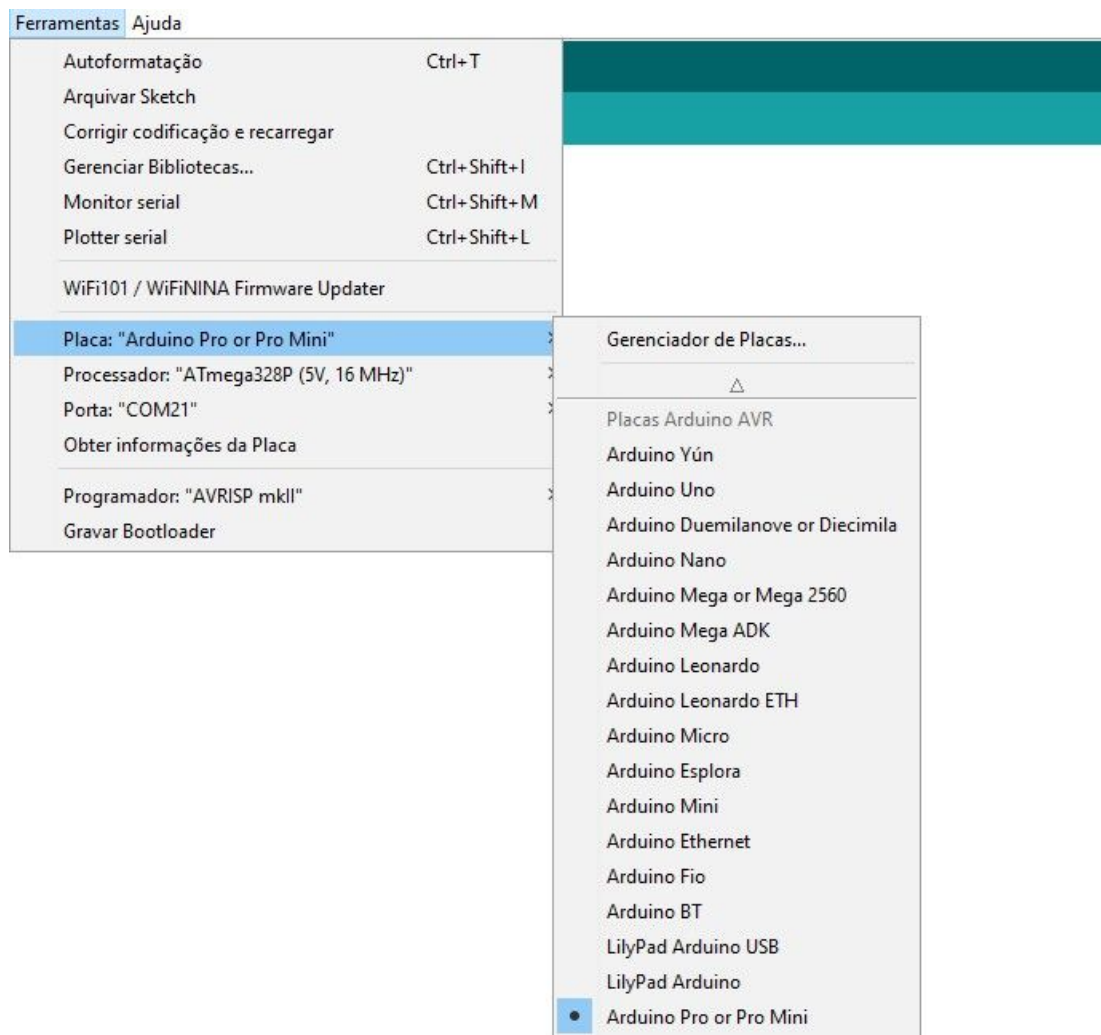 Ferramentas Ajuda
Autoformatação Ctrl+T
Arquivar Sketch
Corrigir codificação e recarregar
Gerenciar Bibliotecas... Ctrl+Shift+I
Monitor serial Ctrl+Shift+M
Plotter serial Ctrl+Shift+L
WiFi101 / WiFiNINA Firmware Updater
Placa: "Arduino Pro or Pro Mini"
Processador: "ATmega328P (5V, 16 MHz)"
Porta: "COM21"
Obter informações da Placa
Programador: "AVRISP mkII"
Gravar Bootloader
Gerenciador de Placas...
Placas Arduino AVR
Arduino Yún
Arduino Uno
Arduino Duemilanove or Diecimila
Arduino Nano
Arduino Mega or Mega 2560
Arduino Mega ADK
Arduino Leonardo
Arduino Leonardo ETH
Arduino Micro
Arduino Esplora
Arduino Mini
Arduino Ethernet
Arduino Fio
Arduino BT
LilyPad Arduino USB
LilyPad Arduino
Arduino Pro or Pro Mini